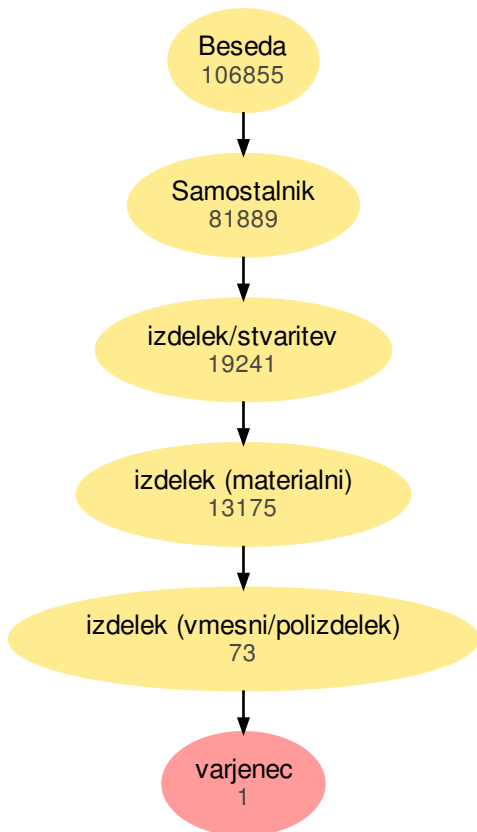 Beseda
106855
Samostalnik
81889
izdelek/stvaritev
19241
izdelek (materialni)
13175
izdelek (vmesni/polizdelek)
73
varjenec
1